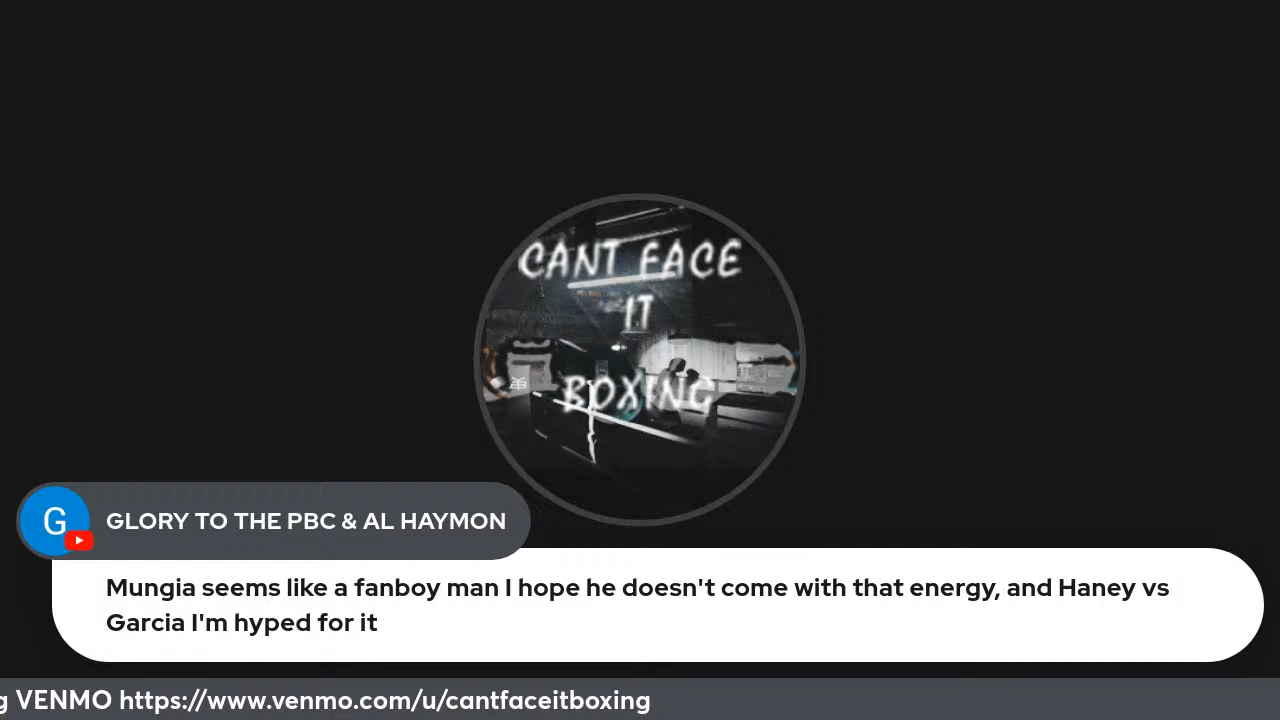 CANT FACE
IT
BOXING
G
GLORY TO THE PBC & AL HAYMON
Mungia seems like a fanboy man I hope he doesn't come with that energy, and Haney vs
Garcia I'm hyped for it
g VENMO https://www.venmo.com/u/cantfaceitboxing